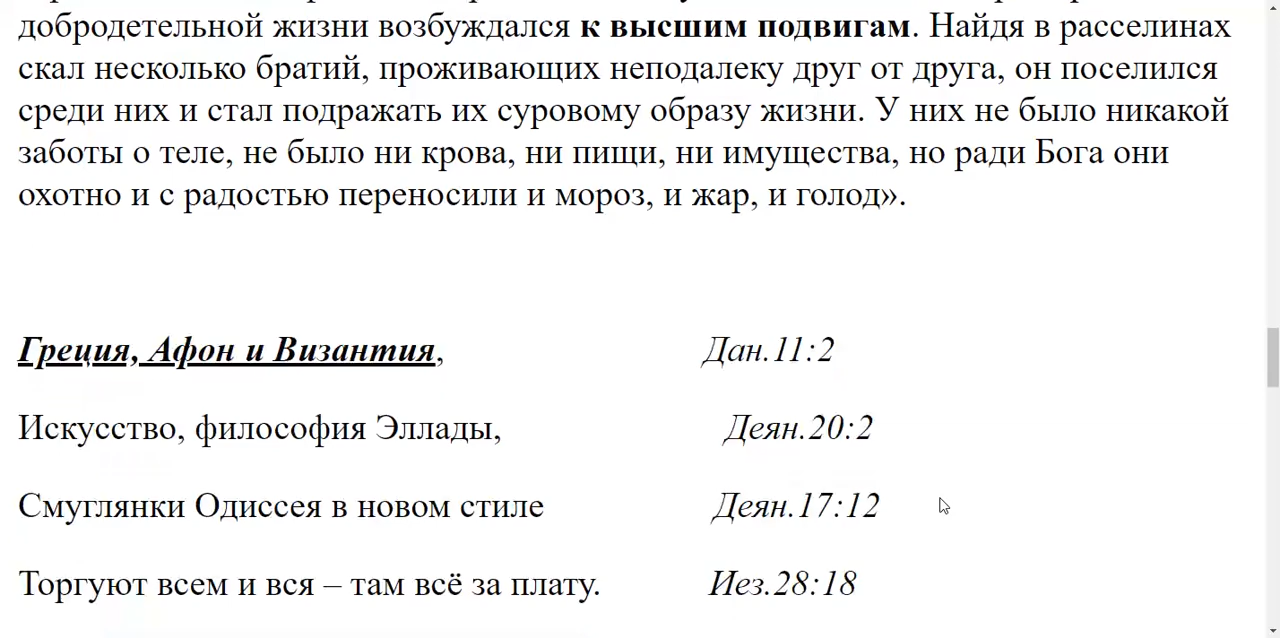 добродетельной жизни возбуждался к высшим подвигам. Найдя в расселинах
скал несколько братий, проживающих неподалеку друг от друга, он поселился
среди них и стал подражать их суровому образу жизни. У них не было никакой
заботы о теле, не было ни крова, ни пищи, ни имущества, но ради Бога они
охотно и с радостью переносили и мороз, и жар, и голод».
Греция, Афон и Византия, Дан.11:2
Искусство, философия Эллады, Деян.20:2
Смуглянки Одиссея в новом стиле Деян.17:12
Торгуют всем и вся – там всё за плату. Иез.28:18